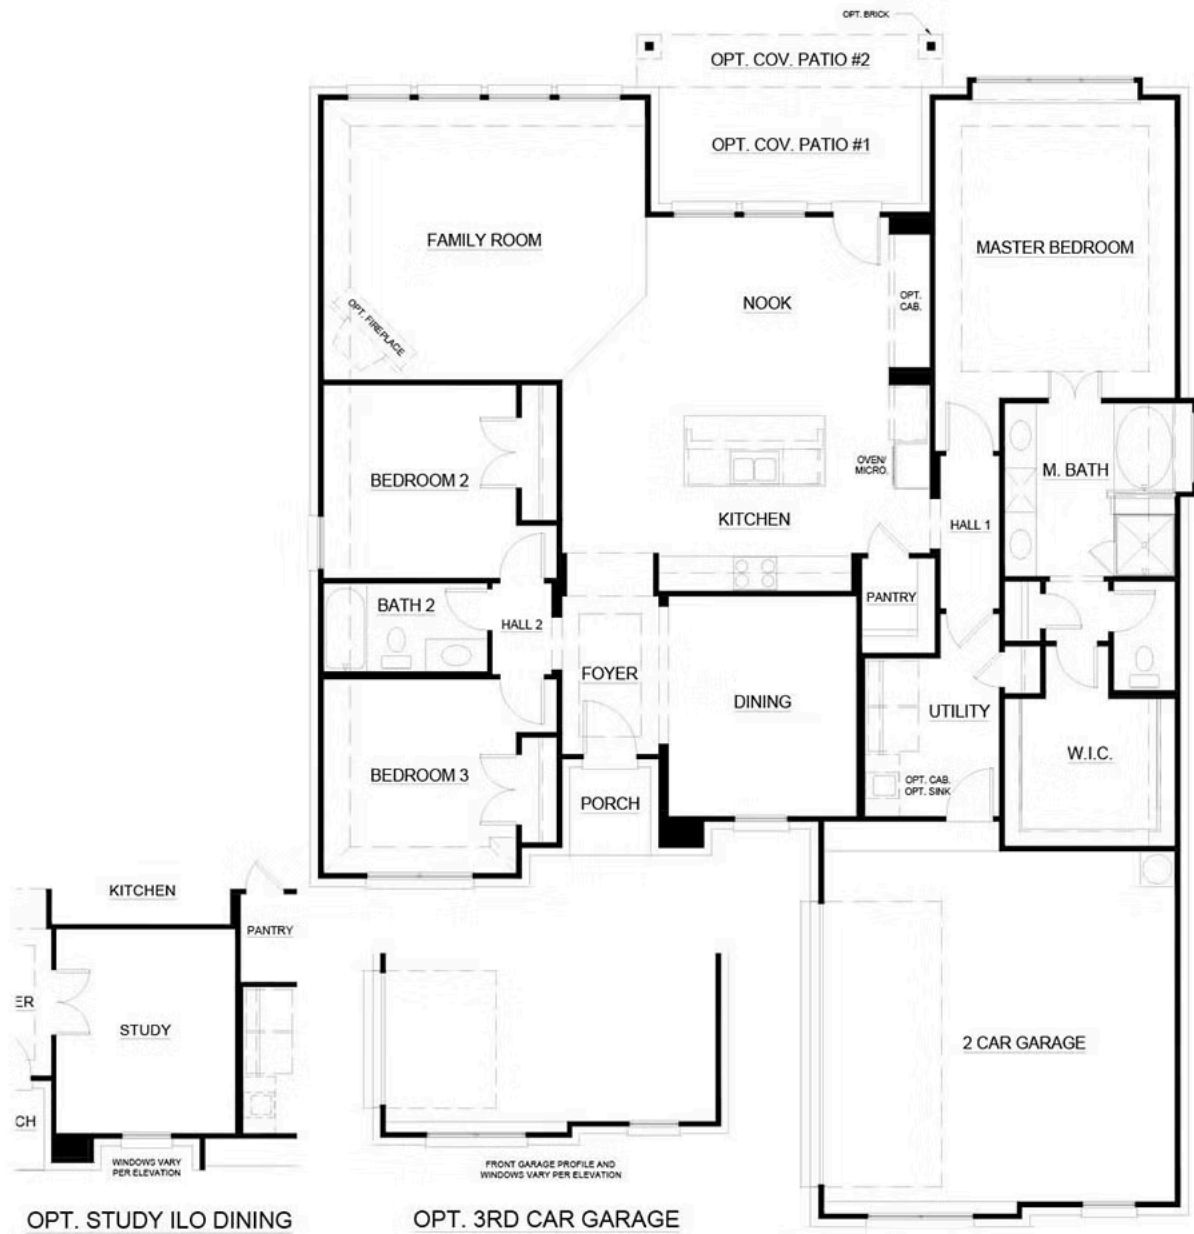 OPT. BRICK
OPT. COV. PATIO #2
OPT. COV. PATIO #1
FAMILY ROOM
MASTER BEDROOM
NOOK
OPT.
CAB.
OPT. FIREPLACE
OVEN/
MICRO.
BEDROOM 2
M. BATH
KITCHEN
HALL 1
PANTRY
BATH 2
HALL 2
FOYER
DINING
UTILITY
BEDROOM 3
W.I.C.
OPT. CAB.
OPT. SINK
PORCH
KITCHEN
PANTRY
ER
STUDY
CH
2 CAR GARAGE
WINDOWS VARY
PER ELEVATION
FRONT GARAGE PROFILE AND
WINDOWS VARY PER ELEVATION
OPT. STUDY ILO DINING
OPT. 3RD CAR GARAGE